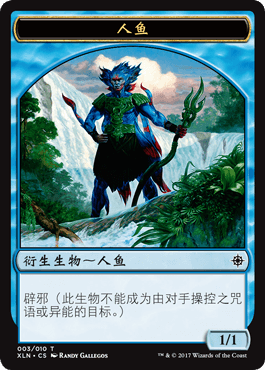 人鱼
衍生生物~人鱼
辟邪（此生物不能成为由对手操控之咒
语或异能的目标。）
1/1
003/010 T
XLN • CS RANDY GALLEGOS
™ & © 2017 Wizards of the Coast